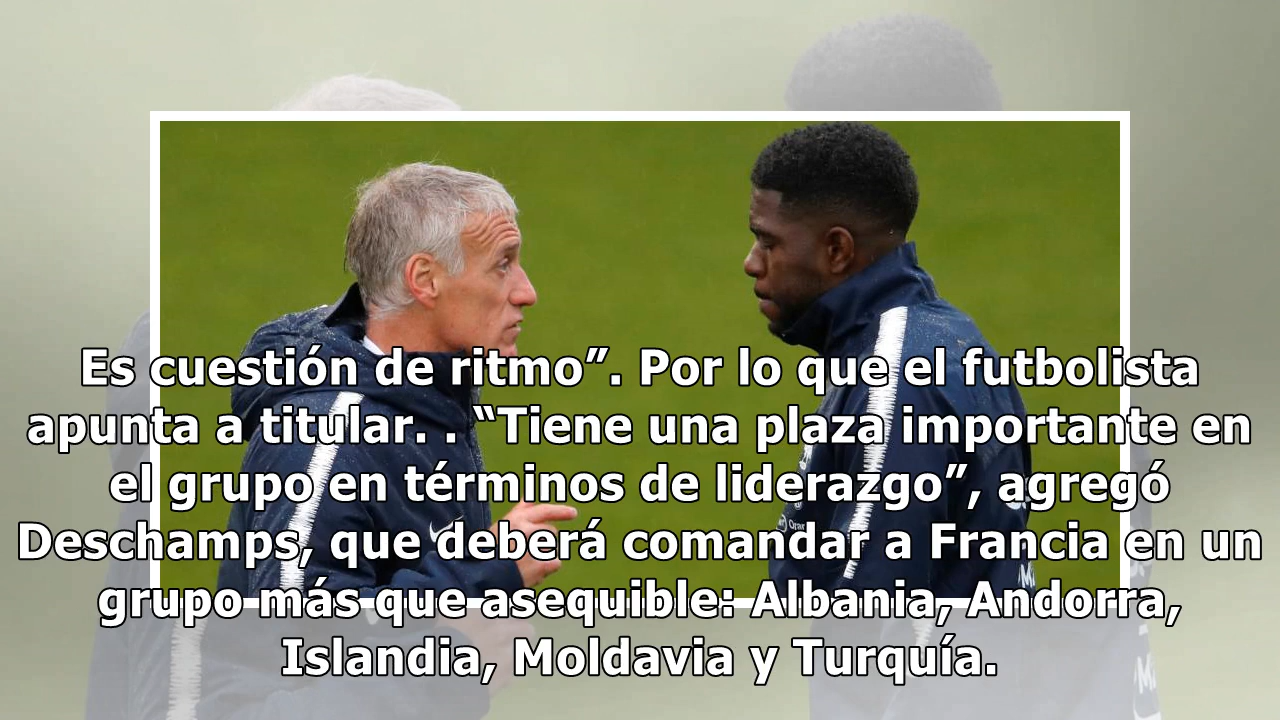 Es cuestión de ritmo”. Por lo que el futbolista
apunta a titular. . “Tiene una plaza importante en
el grupo en términos de liderazgo”, agregó
Deschamps, que deberá comandar a Francia en un
grupo más que asequible: Albania, Andorra,
Islandia, Moldavia y Turquía.